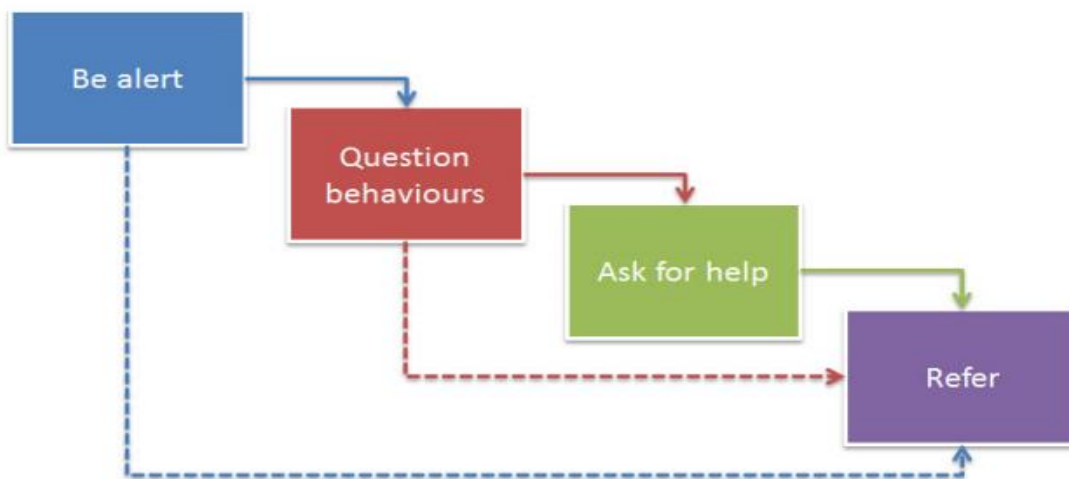 Be alert
Question
behaviours
Ask for help
Refer